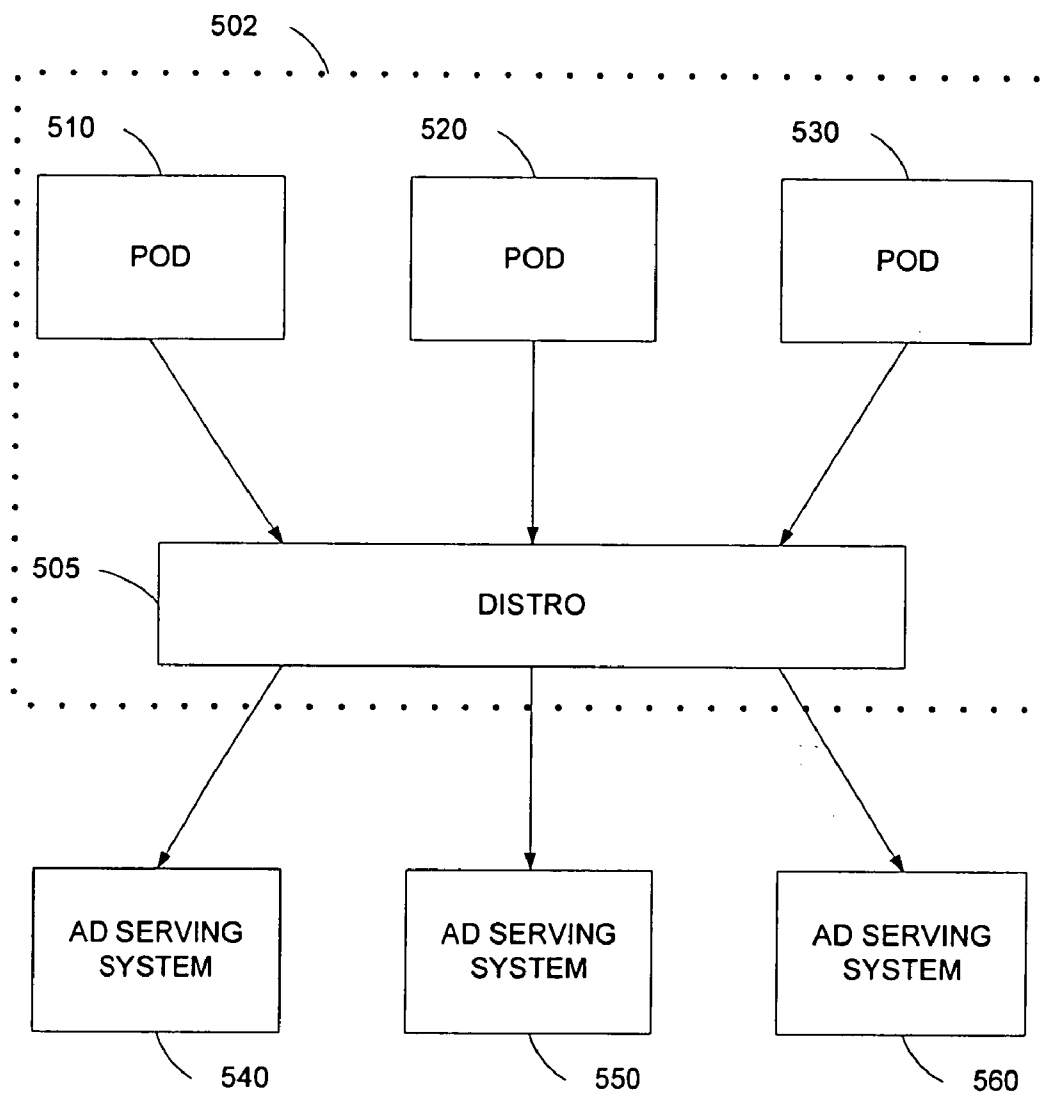 502
510
520
530
POD
POD
POD
505
DISTRO
AD SERVING
SYSTEM
AD SERVING
SYSTEM
AD SERVING
SYSTEM
540
550
560